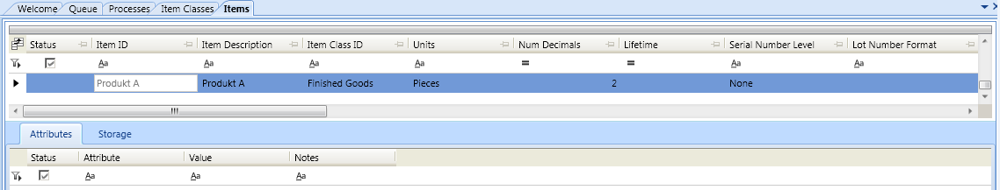 Welcome Queue Processes Item Classes Items
Status Item ID Item Description Item Class ID Units Num Decimals Lifetime Serial Number Level Lot Number Format
Aa Aa Aa Aa = = Aa Aa
Produkt A Produkt A Finished Goods Pieces 2 None
Attributes Storage
Status Attribute Value Notes
Aa Aa Aa